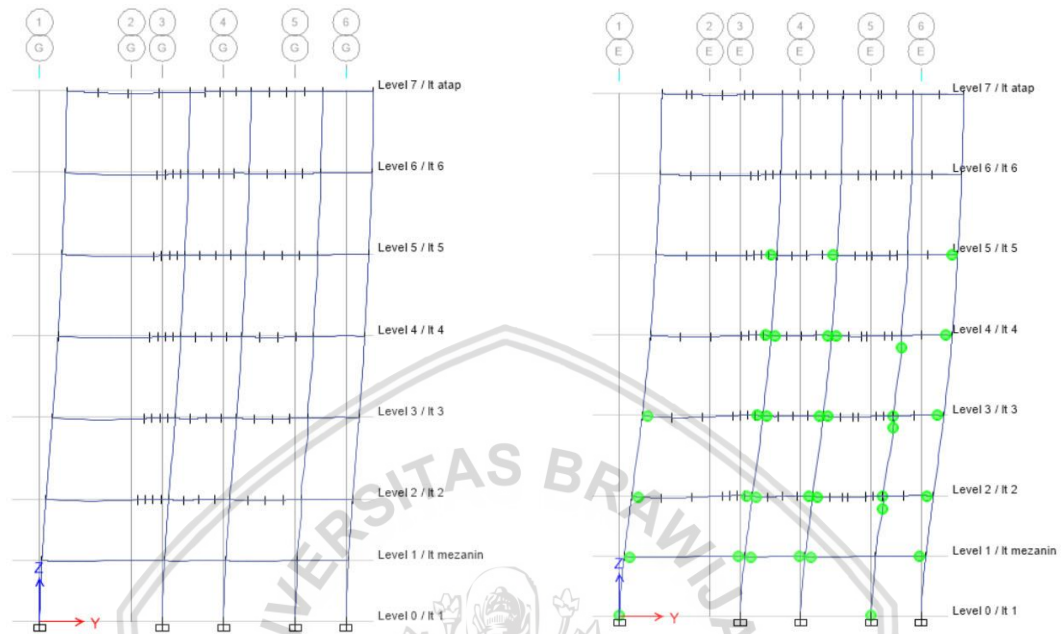 1 2 3 4 5 6
G G G G G G
Level 7 / lt atap
Level 6 / lt 6
Level 5 / lt 5
Level 4 / lt 4
Level 3 / lt 3
Level 2 / lt 2
Level 1 / lt mezanin
Z
Level 0 / lt 1
Y
1 2 3 4 5 6
E E E E E E
Level 7 / lt atap
Level 6 / lt 6
Level 5 / lt 5
Level 4 / lt 4
Level 3 / lt 3
Level 2 / lt 2
Level 1 / lt mezanin
Z
Level 0 / lt 1
Y
VERSITAS BRAWIJ